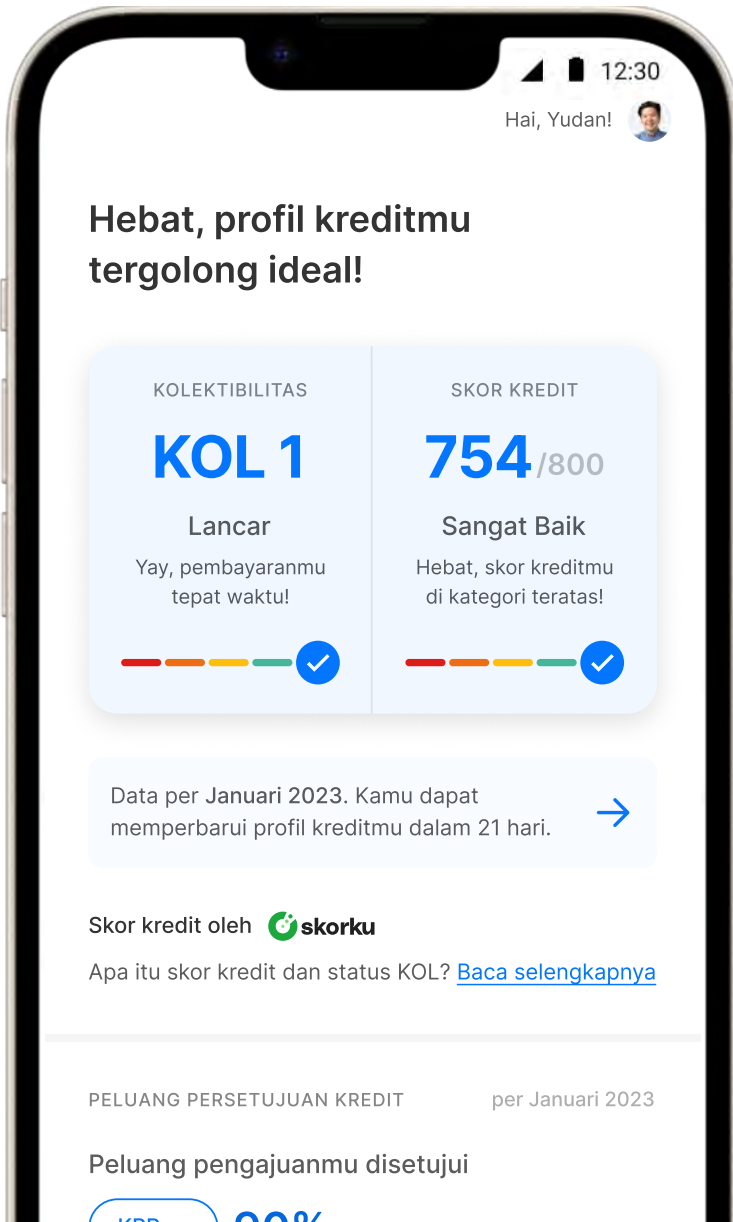 12:30
Hai, Yudan!
Hebat, profil kreditmu
tergolong ideal!
KOLEKTIBILITAS
KOL 1
Lancar
Yay, pembayaranmu
tepat waktu!
SKOR KREDIT
754/800
Sangat Baik
Hebat, skor kreditmu
di kategori teratas!
Data per Januari 2023. Kamu dapat
memperbarui profil kreditmu dalam 21 hari.
Skor kredit oleh skorku
Apa itu skor kredit dan status KOL? Baca selengkapnya
PELUANG PERSETUJUAN KREDIT per Januari 2023
Peluang pengajuanmu disetujui